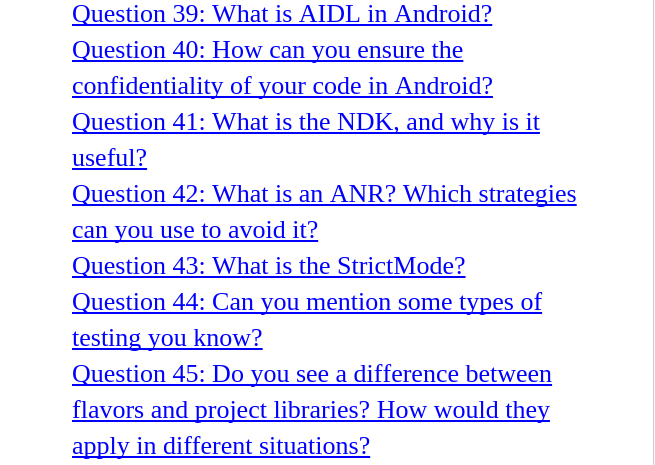 Question 39: What is AIDL in Android?
Question 40: How can you ensure the
confidentiality of your code in Android?
Question 41: What is the NDK, and why is it
useful?
Question 42: What is an ANR? Which strategies
can you use to avoid it?
Question 43: What is the StrictMode?
Question 44: Can you mention some types of
testing you know?
Question 45: Do you see a difference between
flavors and project libraries? How would they
apply in different situations?